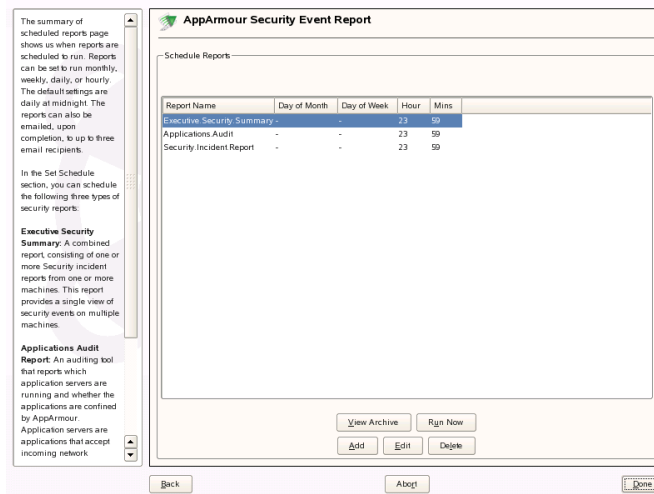 The summary of
scheduled reports page
shows us when reports are
scheduled to run. Reports
can be set to run monthly,
weekly, daily, or hourly.
The default settings are
daily at midnight. The
reports can also be
emailed, upon
completion, to up to three
email recipients.
In the Set Schedule
section, you can schedule
the following three types of
security reports:
Executive Security
Summary: A combined
report, consisting of one or
more Security incident
reports from one or more
machines. This report
provides a single view of
security events on multiple
machines.
Applications Audit
Report: An auditing tool
that reports which
application servers are
running and whether the
applications are confined
by AppArmour.
Application servers are
applications that accept
incoming network
AppArmour Security Event Report
Schedule Reports
Report Name Day of Month Day of Week Hour Mins
Executive.Security.Summary - - 23 59
Applications.Audit - - 23 59
Security.Incident.Report - - 23 59
View Archive Run Now
Add Edit Delete
Back Abort Done